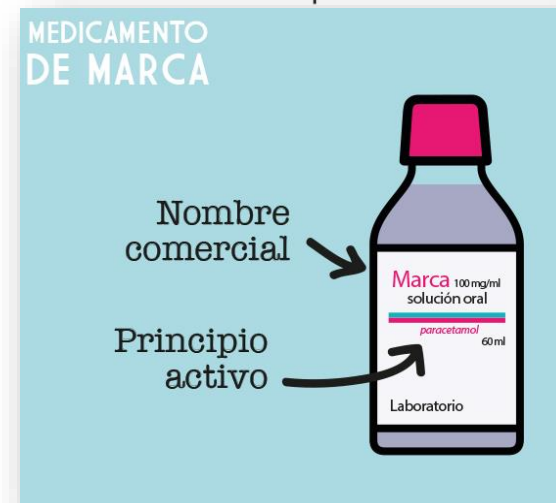 MEDICAMENTO
DE MARCA
Nombre
comercial
Marca 100 mg/ml
solución oral
paracetamol
60 ml
Principio
activo
Laboratorio